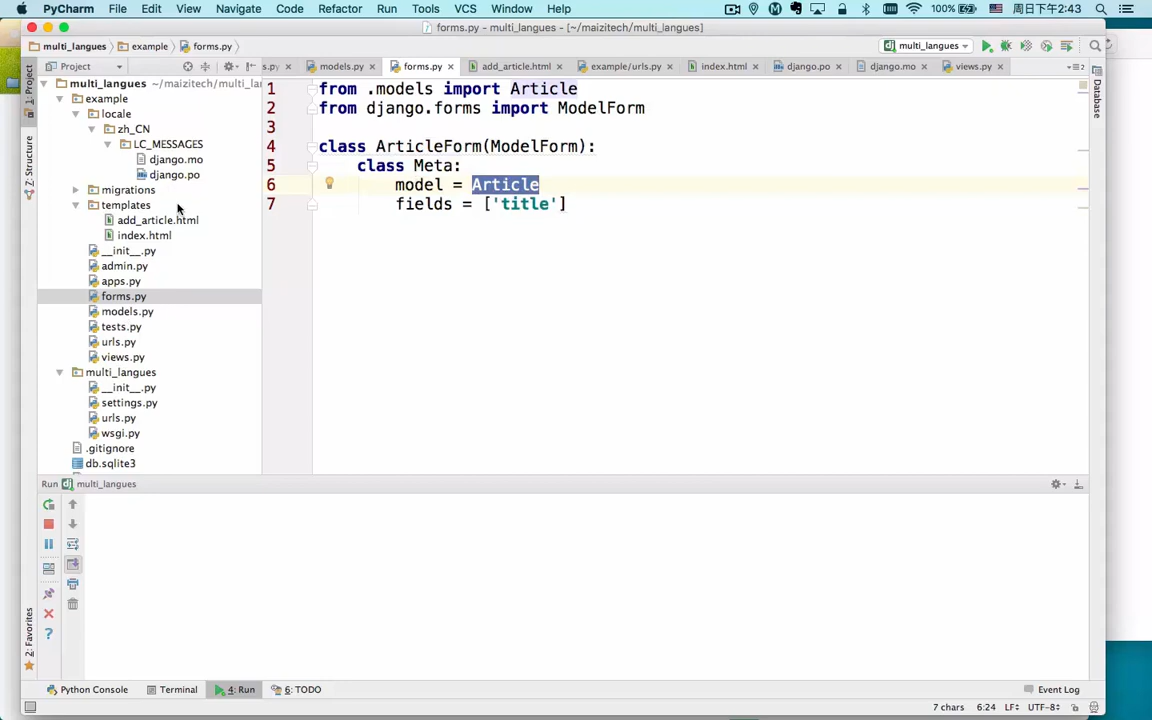 PyCharm File Edit View Navigate Code Refactor Run Tools VCS Window Help 100% 周日下午2:43
forms.py - multi_langues - [~/maizitech/multi_langues]
multi_langues example forms.py multi_langues
Project s.py models.py forms.py add_article.html example/urls.py index.html django.po django.mo views.py
1: Project
Z: Structure
2: Favorites
Database
multi_langues ~/maizitech/multi_lan
example
locale
zh_CN
LC_MESSAGES
django.mo
django.po
migrations
templates
add_article.html
index.html
__init__.py
admin.py
apps.py
forms.py
models.py
tests.py
urls.py
views.py
multi_langues
__init__.py
settings.py
urls.py
wsgi.py
.gitignore
db.sqlite3
1 from .models import Article
2 from django.forms import ModelForm
3
4 class ArticleForm(ModelForm):
5 class Meta:
6 model = Article
7 fields = ['title']
Run multi_langues
Python Console Terminal 4: Run 6: TODO Event Log
7 chars 6:24 LF÷ UTF-8÷